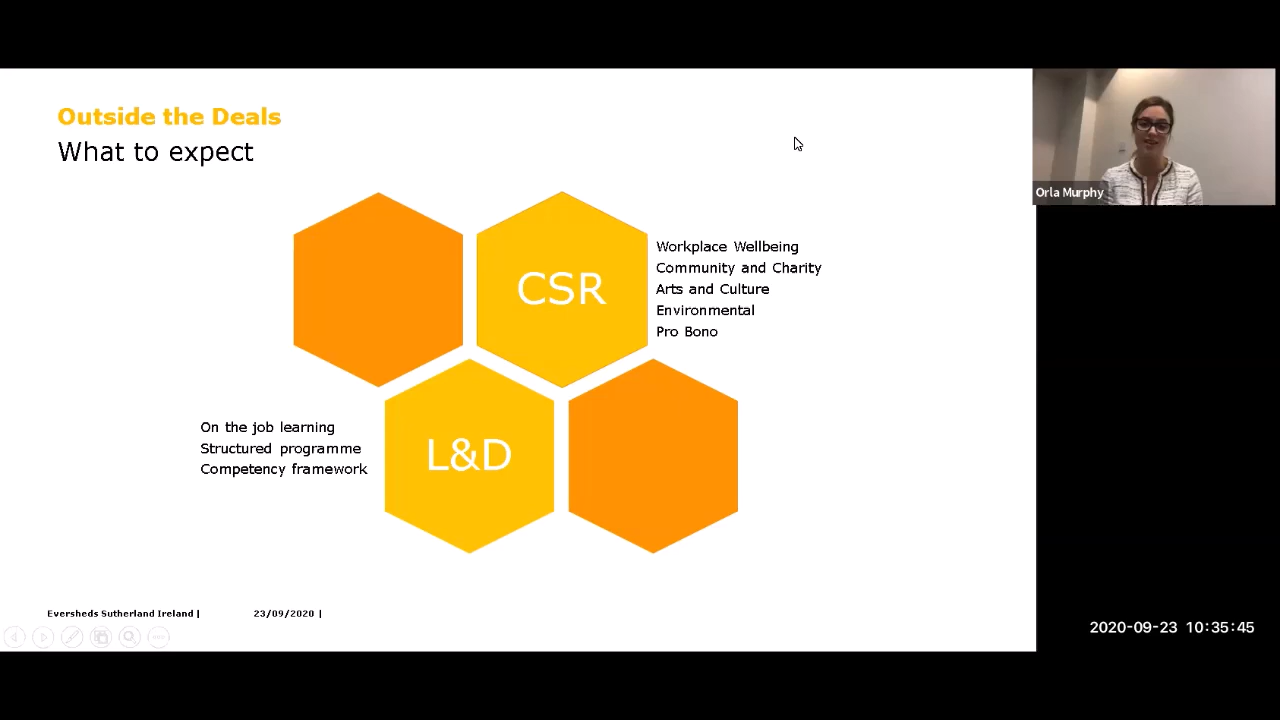 Outside the Deals
What to expect
CSR
Workplace Wellbeing
Community and Charity
Arts and Culture
Environmental
Pro Bono
On the job learning
Structured programme
Competency framework
L&D
Eversheds Sutherland Ireland |
23/09/2020 |
Orla Murphy
2020-09-23 10:35:45